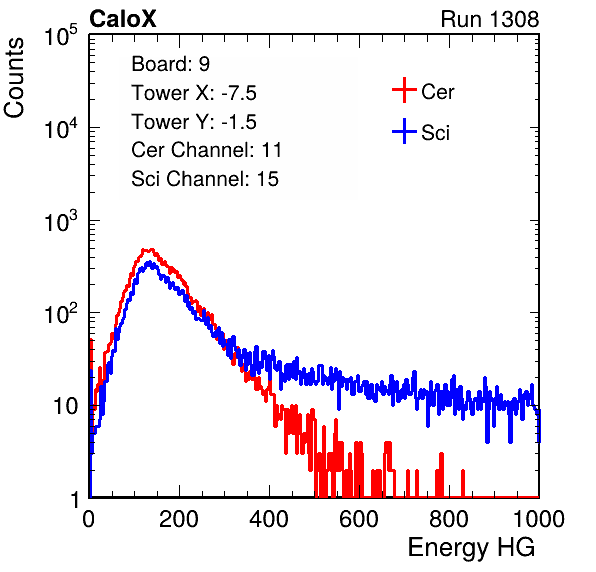 CaloX Run 1308
Counts
10^5
10^4
10^3
10^2
10
1
Board: 9
Tower X: -7.5
Tower Y: -1.5
Cer Channel: 11
Sci Channel: 15
Cer
Sci
0 200 400 600 800 1000
Energy HG